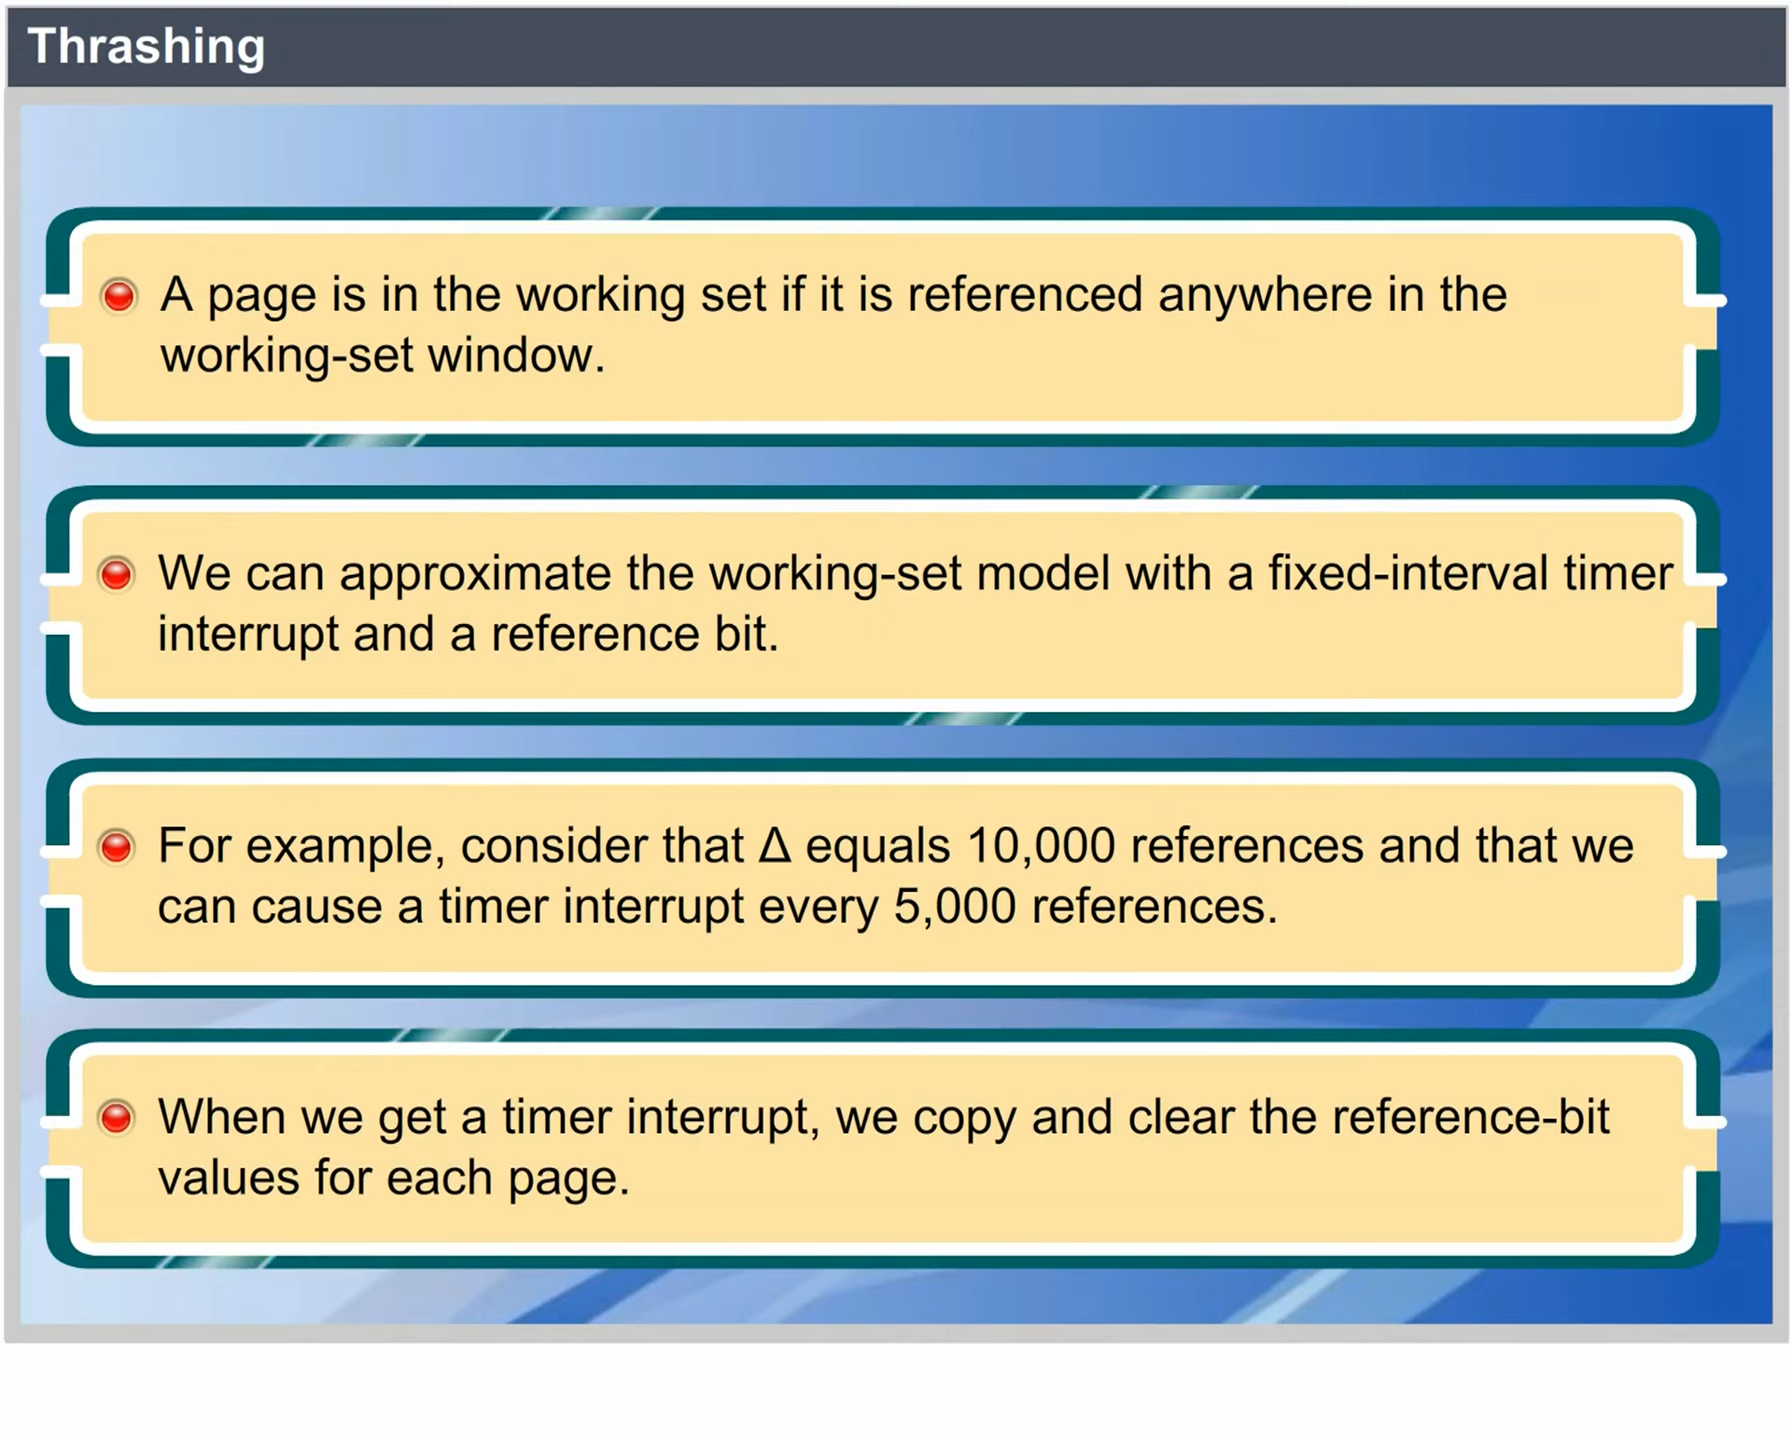 Thrashing
A page is in the working set if it is referenced anywhere in the
working-set window.
We can approximate the working-set model with a fixed-interval timer
interrupt and a reference bit.
For example, consider that Δ equals 10,000 references and that we
can cause a timer interrupt every 5,000 references.
When we get a timer interrupt, we copy and clear the reference-bit
values for each page.